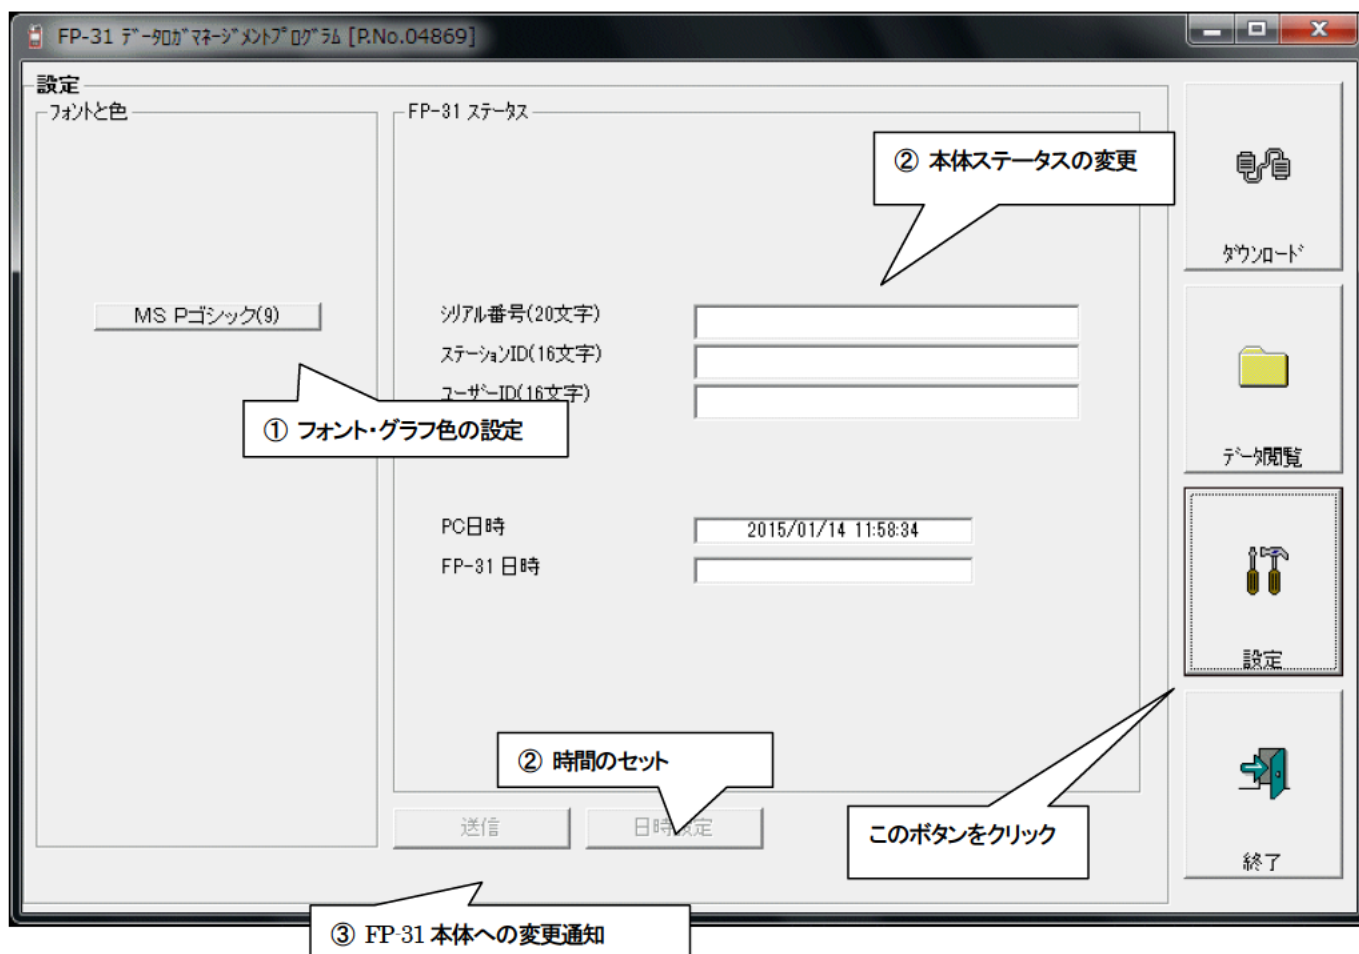 FP-31 ﾃﾞｰﾀﾛｶﾞﾏﾈｰｼﾞﾒﾝﾄﾌﾟﾛｸﾞﾗﾑ [P.No.04869]
設定
ﾌｫﾝﾄと色
FP-31 ｽﾃｰﾀｽ
② 本体ステータスの変更
ﾀﾞｳﾝﾛｰﾄﾞ
MS Pゴシック(9)
ｼﾘｱﾙ番号(20文字)
ｽﾃｰｼｮﾝID(16文字)
ﾕｰｻﾞｰID(16文字)
① フォント・グラフ色の設定
ﾃﾞｰﾀ閲覧
PC日時
2015/01/14 11:58:34
FP-31 日時
設定
② 時間のセット
送信
日時設定
このボタンをクリック
終了
③ FP-31 本体への変更通知